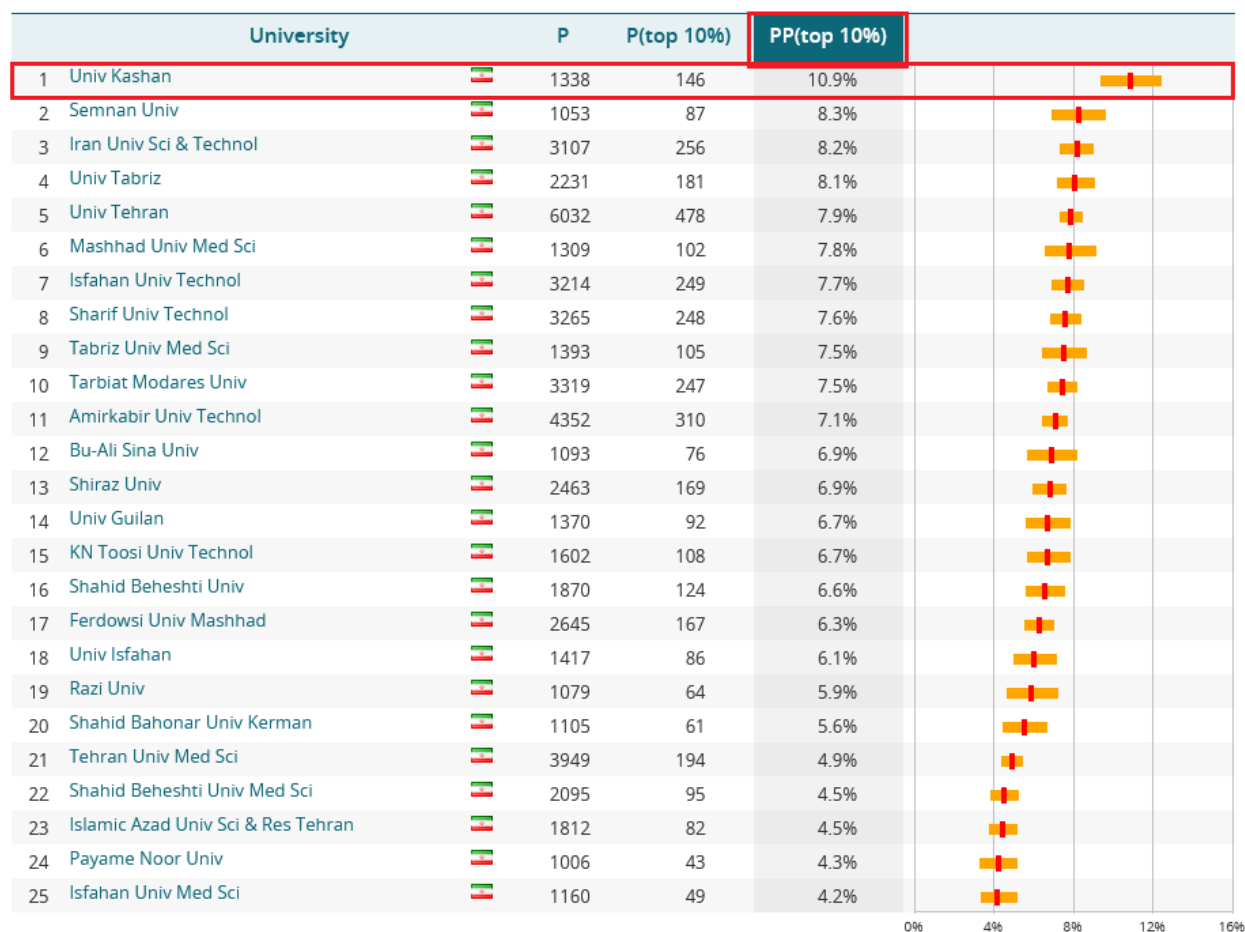 University P P(top 10%) PP(top 10%)
1 Univ Kashan 1338 146 10.9%
2 Semnan Univ 1053 87 8.3%
3 Iran Univ Sci & Technol 3107 256 8.2%
4 Univ Tabriz 2231 181 8.1%
5 Univ Tehran 6032 478 7.9%
6 Mashhad Univ Med Sci 1309 102 7.8%
7 Isfahan Univ Technol 3214 249 7.7%
8 Sharif Univ Technol 3265 248 7.6%
9 Tabriz Univ Med Sci 1393 105 7.5%
10 Tarbiat Modares Univ 3319 247 7.5%
11 Amirkabir Univ Technol 4352 310 7.1%
12 Bu-Ali Sina Univ 1093 76 6.9%
13 Shiraz Univ 2463 169 6.9%
14 Univ Guilan 1370 92 6.7%
15 KN Toosi Univ Technol 1602 108 6.7%
16 Shahid Beheshti Univ 1870 124 6.6%
17 Ferdowsi Univ Mashhad 2645 167 6.3%
18 Univ Isfahan 1417 86 6.1%
19 Razi Univ 1079 64 5.9%
20 Shahid Bahonar Univ Kerman 1105 61 5.6%
21 Tehran Univ Med Sci 3949 194 4.9%
22 Shahid Beheshti Univ Med Sci 2095 95 4.5%
23 Islamic Azad Univ Sci & Res Tehran 1812 82 4.5%
24 Payame Noor Univ 1006 43 4.3%
25 Isfahan Univ Med Sci 1160 49 4.2%
0% 4% 8% 12% 16%